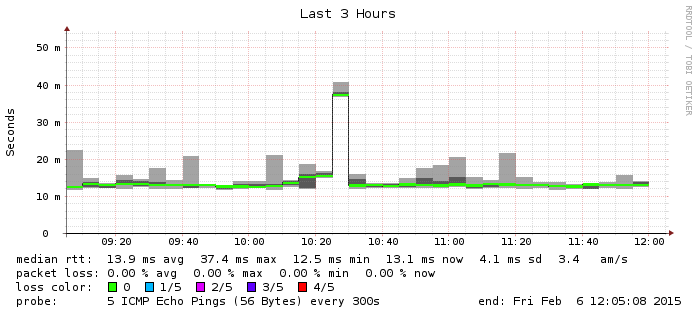 Last 3 Hours
RRDTOOL / TOBI OETIKER
Seconds
50 m
40 m
30 m
20 m
10 m
0
09:20 09:40 10:00 10:20 10:40 11:00 11:20 11:40 12:00
median rtt: 13.9 ms avg 37.4 ms max 12.5 ms min 13.1 ms now 4.1 ms sd 3.4 am/s
packet loss: 0.00 % avg 0.00 % max 0.00 % min 0.00 % now
loss color: 0 1/5 2/5 3/5 4/5
probe: 5 ICMP Echo Pings (56 Bytes) every 300s end: Fri Feb 6 12:05:08 2015